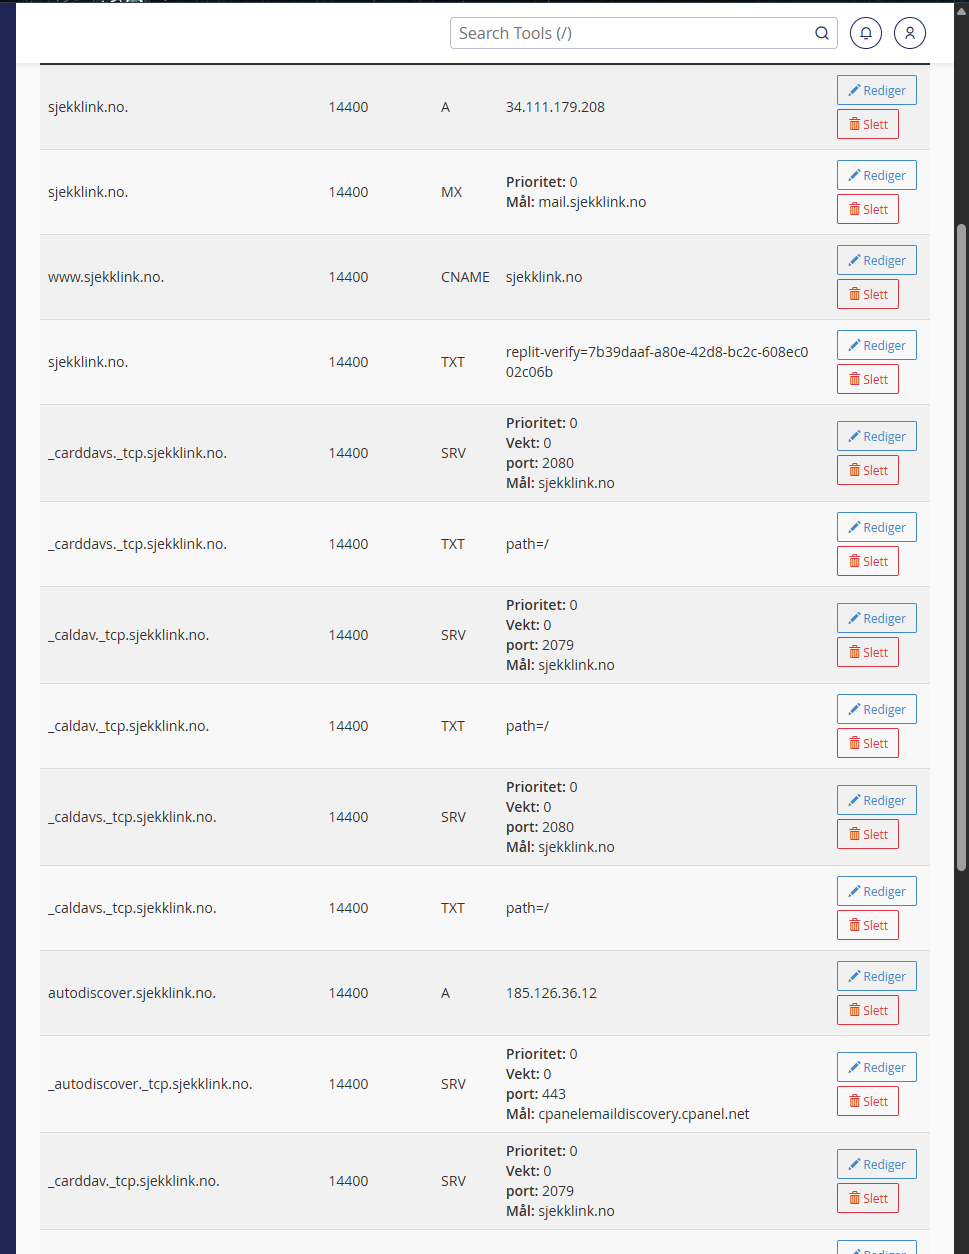 Search Tools (/)
sjekklink.no. 14400 A 34.111.179.208 Rediger
Slett
sjekklink.no. 14400 MX Prioritet: 0
Mål: mail.sjekklink.no Rediger
Slett
www.sjekklink.no. 14400 CNAME sjekklink.no Rediger
Slett
sjekklink.no. 14400 TXT replit-verify=7b39daaf-a80e-42d8-bc2c-608ec0
02c06b Rediger
Slett
_carddavs._tcp.sjekklink.no. 14400 SRV Prioritet: 0
Vekt: 0
port: 2080
Mål: sjekklink.no Rediger
Slett
_carddavs._tcp.sjekklink.no. 14400 TXT path=/ Rediger
Slett
_caldav._tcp.sjekklink.no. 14400 SRV Prioritet: 0
Vekt: 0
port: 2079
Mål: sjekklink.no Rediger
Slett
_caldav._tcp.sjekklink.no. 14400 TXT path=/ Rediger
Slett
_caldavs._tcp.sjekklink.no. 14400 SRV Prioritet: 0
Vekt: 0
port: 2080
Mål: sjekklink.no Rediger
Slett
_caldavs._tcp.sjekklink.no. 14400 TXT path=/ Rediger
Slett
autodiscover.sjekklink.no. 14400 A 185.126.36.12 Rediger
Slett
_autodiscover._tcp.sjekklink.no. 14400 SRV Prioritet: 0
Vekt: 0
port: 443
Mål: cpanelemaildiscovery.cpanel.net Rediger
Slett
_carddav._tcp.sjekklink.no. 14400 SRV Prioritet: 0
Vekt: 0
port: 2079
Mål: sjekklink.no Rediger
Slett